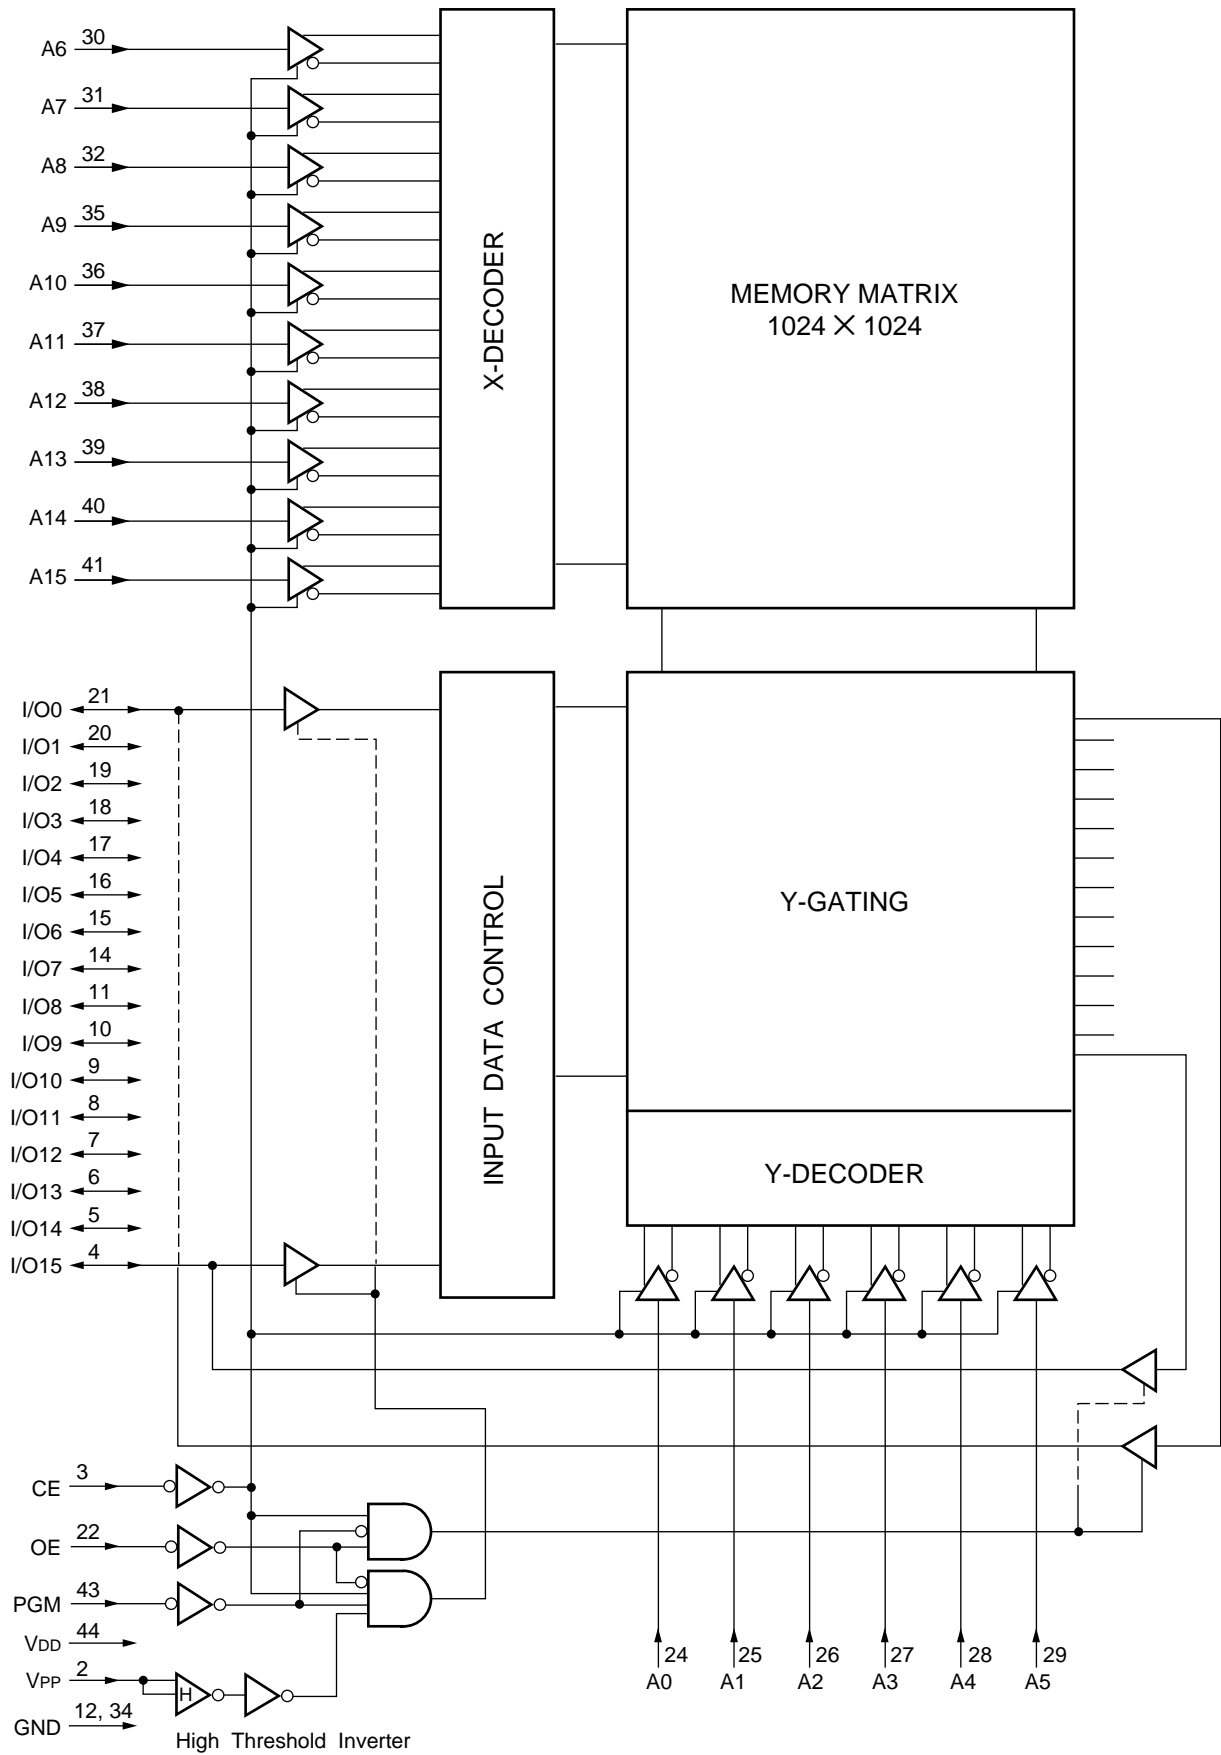 A6 30
A7 31
A8 32
A9 35
A10 36
A11 37
A12 38
A13 39
A14 40
A15 41
X-DECODER
MEMORY MATRIX
1024 × 1024
I/O0 21
I/O1 20
I/O2 19
I/O3 18
I/O4 17
I/O5 16
I/O6 15
I/O7 14
I/O8 11
I/O9 10
I/O10 9
I/O11 8
I/O12 7
I/O13 6
I/O14 5
I/O15 4
INPUT DATA CONTROL
Y-GATING
Y-DECODER
CE 3
OE 22
PGM 43
VDD 44
VPP 2
H
GND 12, 34
High Threshold Inverter
24 25 26 27 28 29
A0 A1 A2 A3 A4 A5